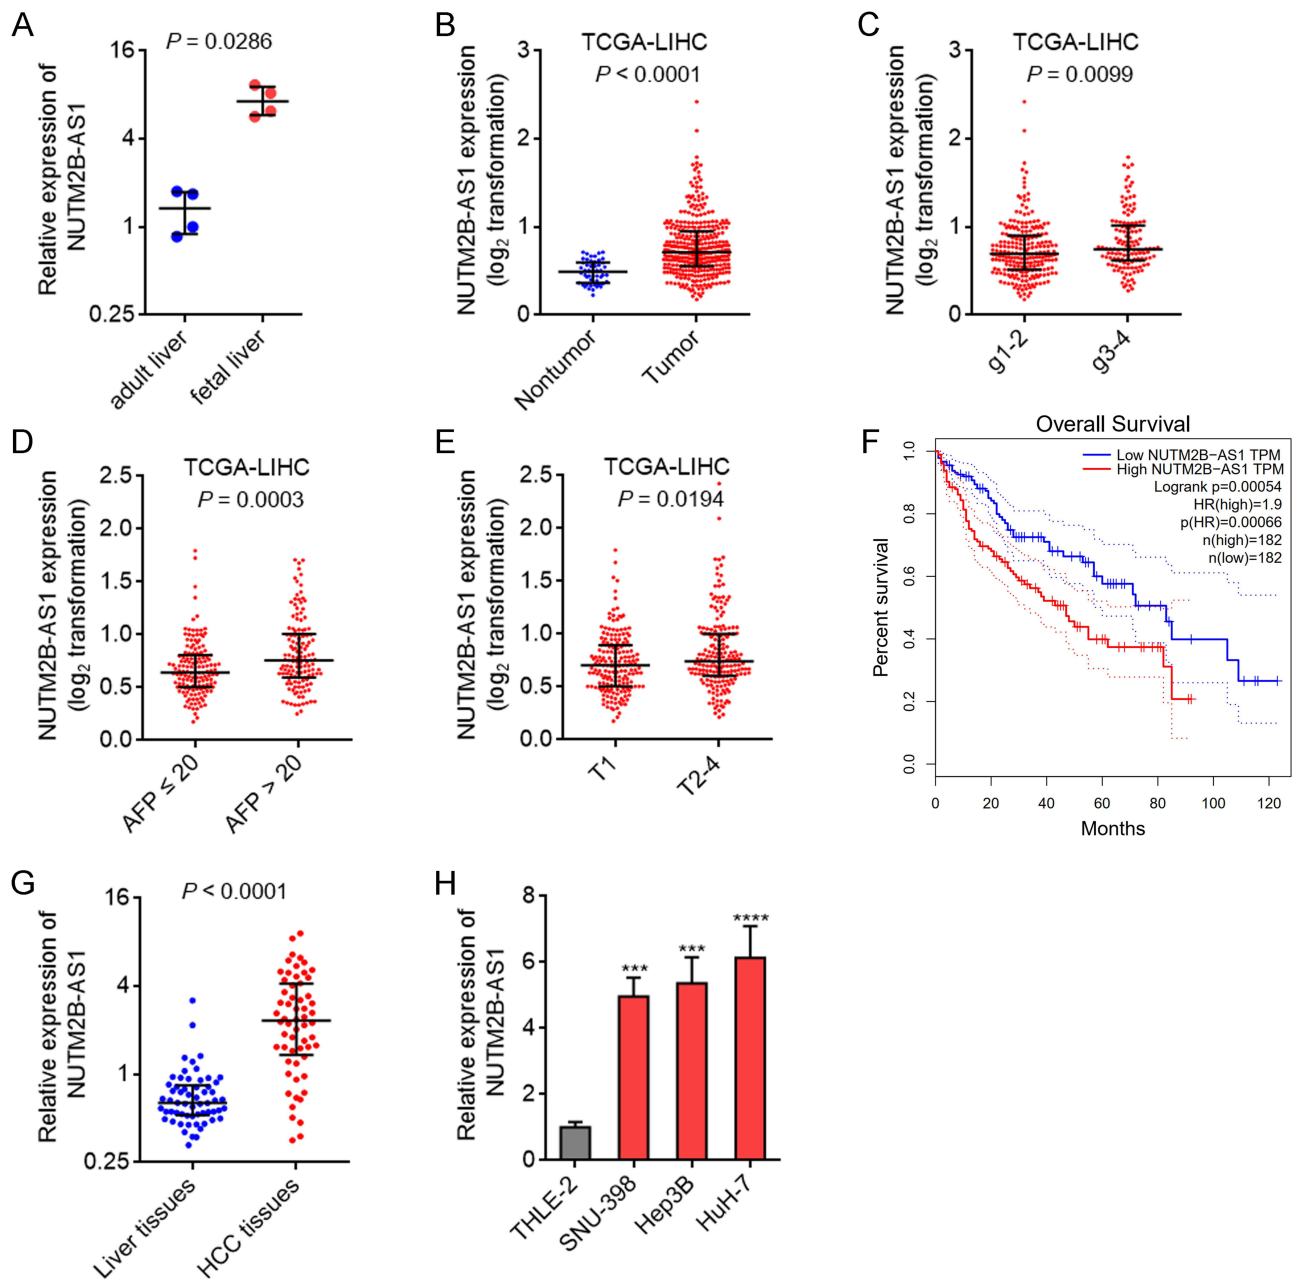 A
P = 0.0286
Relative expression of
NUTM2B-AS1
16
4
1
0.25
adult liver
fetal liver
B
TCGA-LIHC
P < 0.0001
NUTM2B-AS1 expression
(log2 transformation)
3
2
1
0
Nontumor
Tumor
C
TCGA-LIHC
P = 0.0099
NUTM2B-AS1 expression
(log2 transformation)
3
2
1
0
g1-2
g3-4
D
TCGA-LIHC
P = 0.0003
NUTM2B-AS1 expression
(log2 transformation)
2.5
2.0
1.5
1.0
0.5
0.0
AFP ≤ 20
AFP > 20
E
TCGA-LIHC
P = 0.0194
NUTM2B-AS1 expression
(log2 transformation)
2.5
2.0
1.5
1.0
0.5
0.0
T1
T2-4
F
Overall Survival
Low NUTM2B−AS1 TPM
High NUTM2B−AS1 TPM
Logrank p=0.00054
HR(high)=1.9
p(HR)=0.00066
n(high)=182
n(low)=182
Percent survival
1.0
0.8
0.6
0.4
0.2
0.0
0 20 40 60 80 100 120
Months
G
P < 0.0001
Relative expression of
NUTM2B-AS1
16
4
1
0.25
Liver tissues
HCC tissues
H
Relative expression of
NUTM2B-AS1
8
6
4
2
0
***
***
****
THLE-2
SNU-398
Hep3B
HuH-7